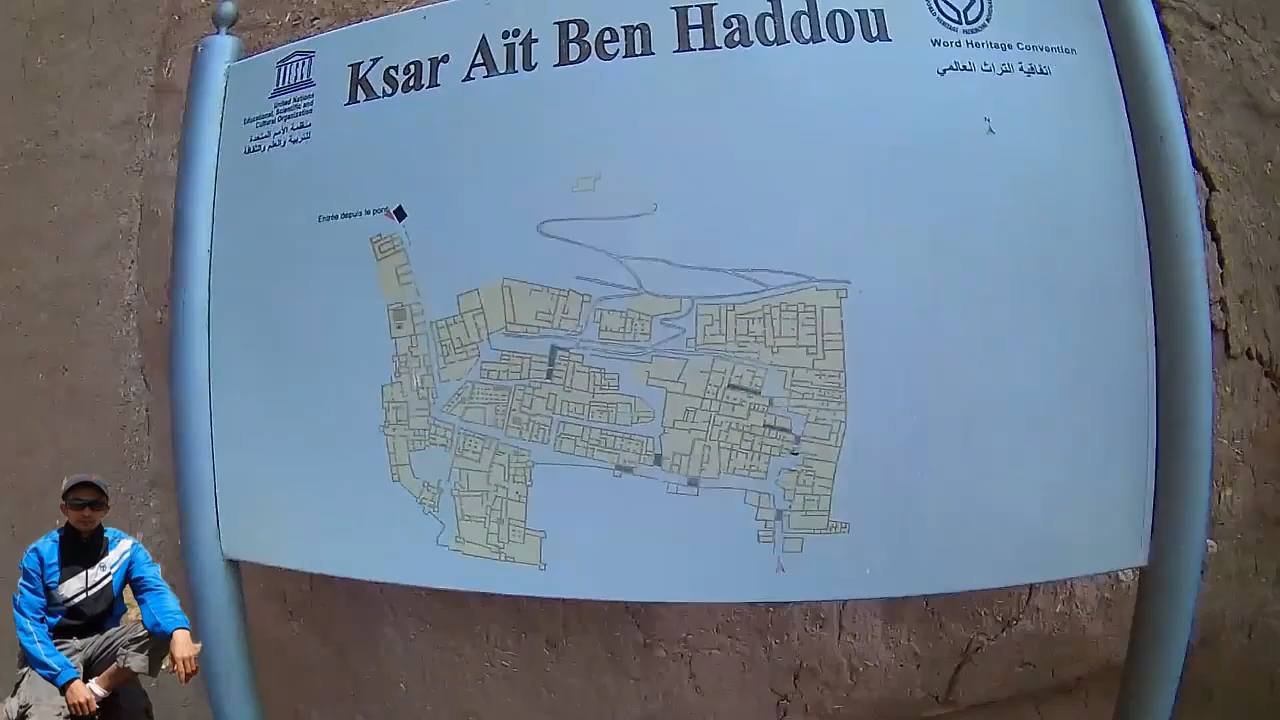 Ksar Aït Ben Haddou
United Nations
Educational, Scientific and
Cultural Organization
منظمة الأمم المتحدة
للتربية والعلم والثقافة
Word Heritage Convention
اتفاقية التراث العالمي
N
Entrée depuis le pont